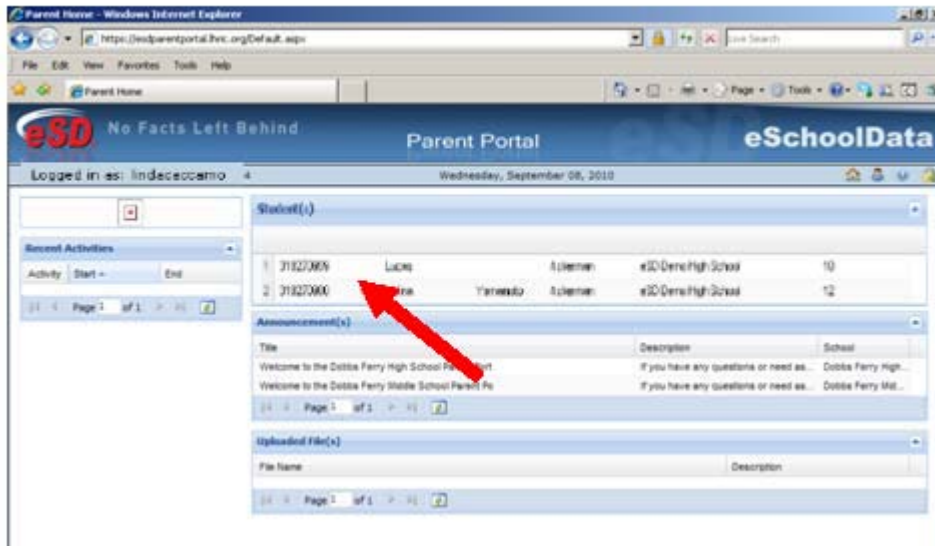 Parent Home - Windows Internet Explorer
https://esdparentportal.lhric.org/Default.aspx
Live Search
File Edit View Favorites Tools Help
Parent Home
Page Tools
eSD No Facts Left Behind
Parent Portal
eSchoolData
Logged in as: lindaceccarno 4
Wednesday, September 08, 2010
Student(s)
1 Lucas Ackerman eSD Demo High School 10
2 Ackerman eSD Demo High School 12
Recent Activities
Activity Start End
Page 1 of 1
Announcement(s)
Title Description School
Welcome to the Dobbs Ferry High School If you have any questions or need as... Dobbs Ferry High...
Welcome to the Dobbs Ferry Middle School Parent Po If you have any questions or need as... Dobbs Ferry Mid...
Page 1 of 1
Uploaded File(s)
File Name Description
Page 1 of 1